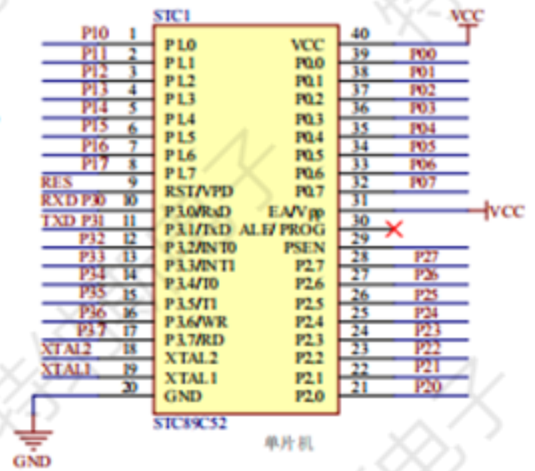 STC1
VCC
P10 1 P1.0 VCC 40
P11 2 P1.1 P0.0 39 P00
P12 3 P1.2 P0.1 38 P01
P13 4 P1.3 P0.2 37 P02
P14 5 P1.4 P0.3 36 P03
P15 6 P1.5 P0.4 35 P04
P16 7 P1.6 P0.5 34 P05
P17 8 P1.7 P0.6 33 P06
RES 9 RST/VPD P0.7 32 P07
RXD P30 10 P3.0/RxD EA/Vpp 31 VCC
TXD P31 11 P3.1/TxD ALE/PROG 30
P32 12 P3.2/INT0 PSEN 29
P33 13 P3.3/INT1 P2.7 28 P27
P34 14 P3.4/T0 P2.6 27 P26
P35 15 P3.5/T1 P2.5 26 P25
P36 16 P3.6/WR P2.4 25 P24
P37 17 P3.7/RD P2.3 24 P23
XTAL2 18 XTAL2 P2.2 23 P22
XTAL1 19 XTAL1 P2.1 22 P21
20 GND P2.0 21 P20
STC89C52
单片机
GND